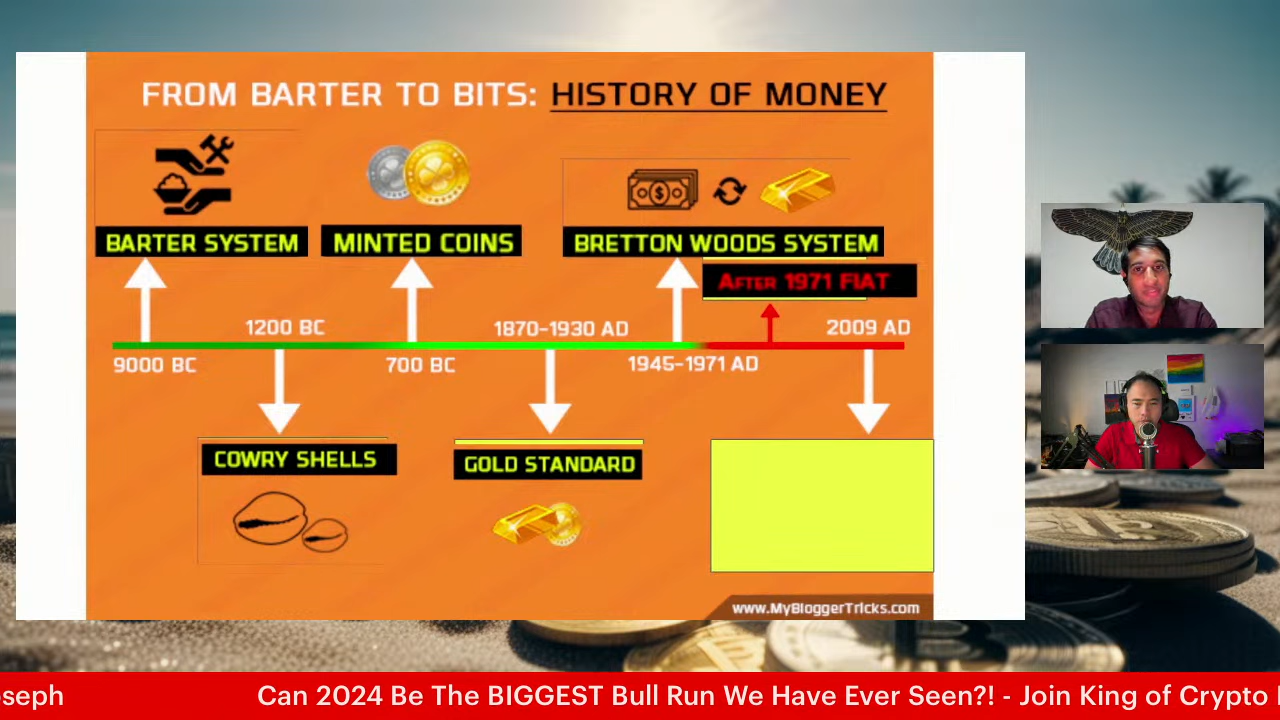 FROM BARTER TO BITS: HISTORY OF MONEY
BARTER SYSTEM
MINTED COINS
BRETTON WOODS SYSTEM
AFTER 1971 FIAT
1200 BC
1870-1930 AD
2009 AD
9000 BC
700 BC
1945-1971 AD
COWRY SHELLS
GOLD STANDARD
www.MyBloggerTricks.com
oseph Can 2024 Be The BIGGEST Bull Run We Have Ever Seen?! - Join King of Crypto